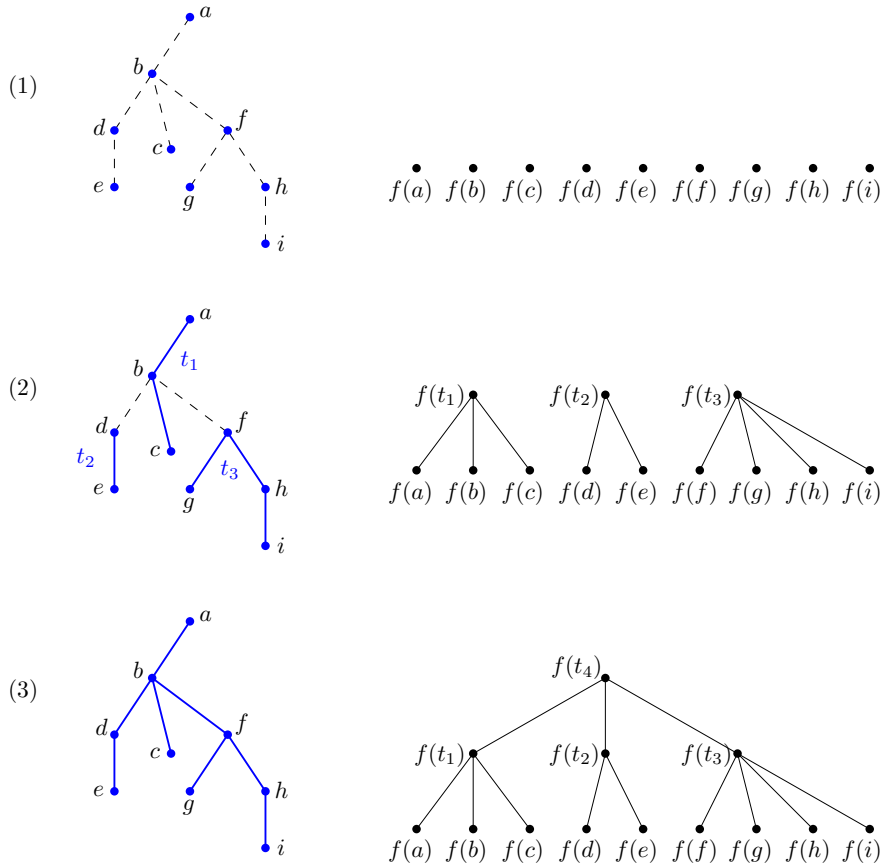 a
b
(1)
d f
c
e g h
f(a) f(b) f(c) f(d) f(e) f(f) f(g) f(h) f(i)
i
a
t₁
b
(2)
f(t₁) f(t₂) f(t₃)
d f
t₂ c t₃
e g h
f(a) f(b) f(c) f(d) f(e) f(f) f(g) f(h) f(i)
i
a
b
f(t₄)
(3)
d f
c
f(t₁) f(t₂) f(t₃)
e g h
f(a) f(b) f(c) f(d) f(e) f(f) f(g) f(h) f(i)
i